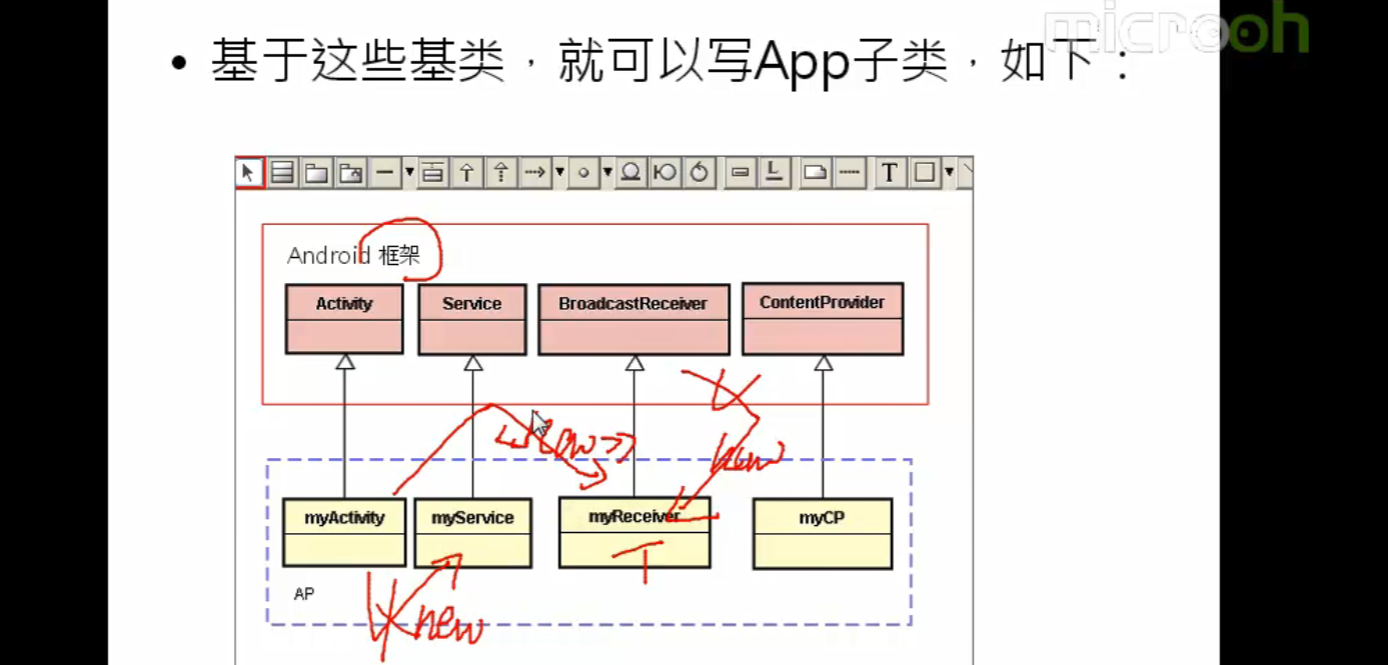 microoh
• 基于这些基类，就可以写App子类，如下：
T
Android 框架
Activity
Service
BroadcastReceiver
ContentProvider
new
myActivity
myService
myReceiver
myCP
T
AP
new